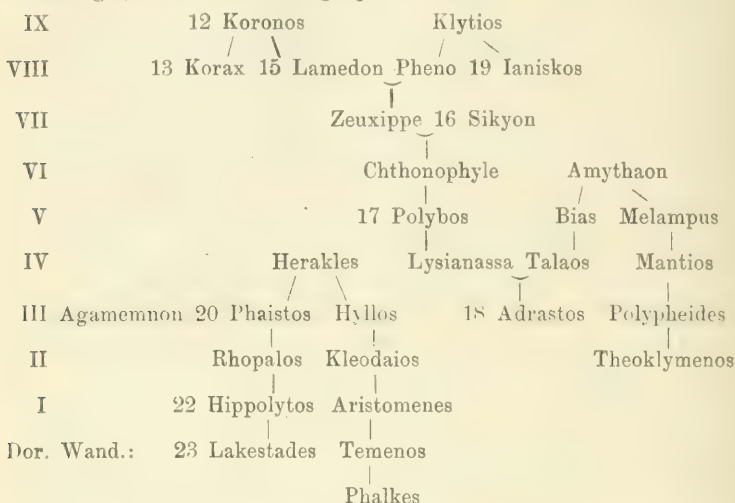 IX 12 Koronos Klytios
VIII 13 Korax 15 Lamedon Pheno 19 Ianiskos
VII Zeuxippe 16 Sikyon
VI Chthonophyle Amythaon
V 17 Polybos Bias Melampus
IV Herakles Lysianassa Talaos Mantios
III Agamemnon 20 Phaistos Hyllos 18 Adrastos Polypheides
II Rhopalos Kleodaios Theoklymenos
I 22 Hippolytos Aristomenes
Dor. Wand.: 23 Lakestades Temenos
Phalkes